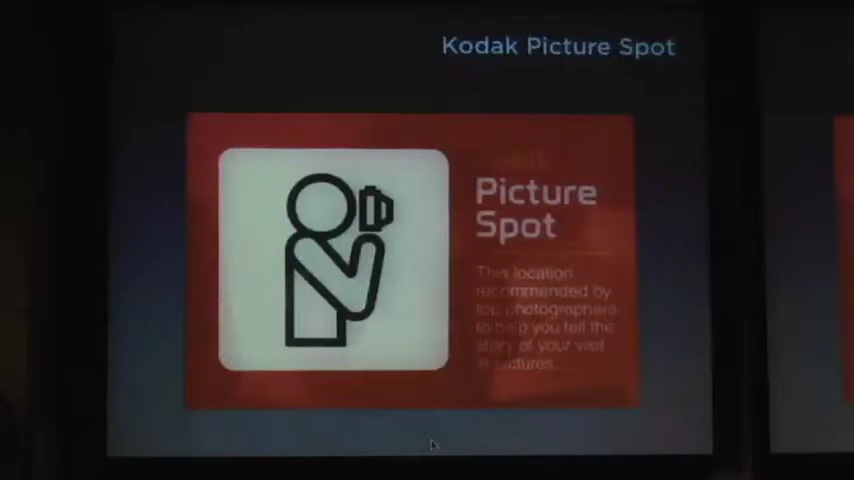 Kodak Picture Spot
Picture
Spot
This location
recommended by
top photographers
to help you tell the
story of your visit
in pictures.